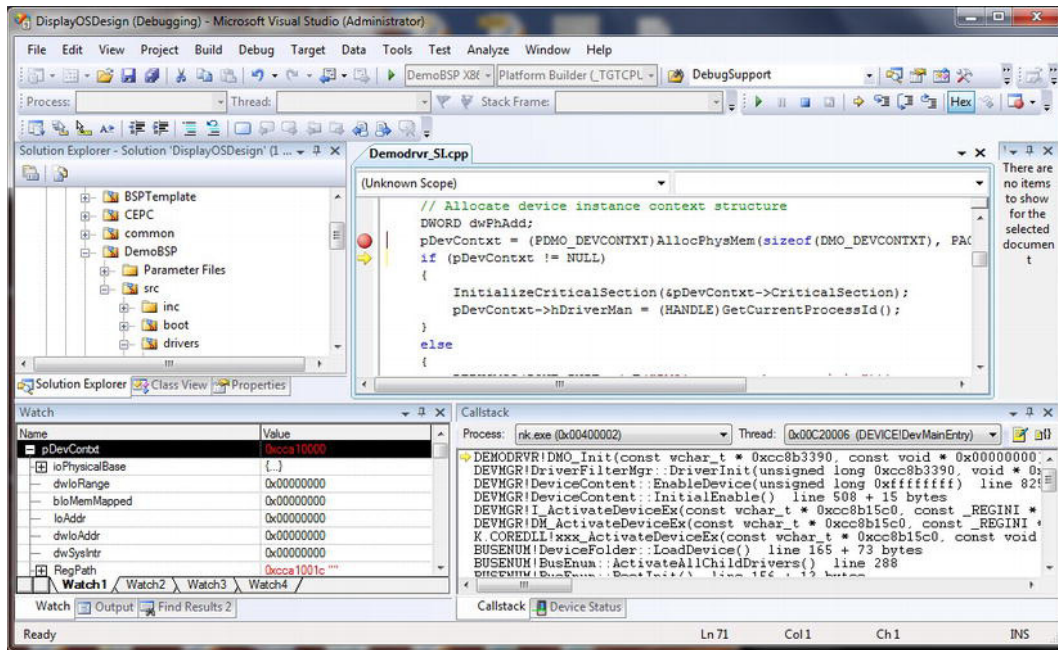 DisplayOSDesign (Debugging) - Microsoft Visual Studio (Administrator)
File Edit View Project Build Debug Target Data Tools Test Analyze Window Help
DemoBSP X86 Platform Builder (_TGTCPU DebugSupport
Process: Thread: Stack Frame: Hex
Solution Explorer - Solution 'DisplayOSDesign' (1 ...
BSPTemplate
CEPC
common
DemoBSP
Parameter Files
src
inc
boot
drivers
Solution Explorer Class View Properties
Demodrvr_SI.cpp
(Unknown Scope)
// Allocate device instance context structure
DWORD dwPhAdd;
pDevContxt = (PDMO_DEVCONTXT)AllocPhysMem(sizeof(DMO_DEVCONTXT), PAG
if (pDevContxt != NULL)
{
InitializeCriticalSection(&pDevContxt->CriticalSection);
pDevContxt->hDriverMan = (HANDLE)GetCurrentProcessId();
}
else
{
There are
no items
to show
for the
selected
documen
t
Watch
Name Value
pDevContxt 0xcca10000
ioPhysicalBase {...}
dwIoRange 0x00000000
bIoMemMapped 0x00000000
IoAddr 0x00000000
dwIoAddr 0x00000000
dwSysIntr 0x00000000
RegPath 0xcca1001c ""
Watch1 Watch2 Watch3 Watch4
Watch Output Find Results 2
Callstack
Process: nk.exe (0x00400002) Thread: 0x00C20006 (DEVICE!DevMainEntry)
DEMODRVR!DMO_Init(const wchar_t * 0xcc8b3390, const void * 0x00000000)
DEVMGR!DriverFilterMgr::DriverInit(unsigned long 0xcc8b3390, void * 0x
DEVMGR!DeviceContent::EnableDevice(unsigned long 0xffffffff) line 825
DEVMGR!DeviceContent::InitialEnable() line 508 + 15 bytes
DEVMGR!I_ActivateDeviceEx(const wchar_t * 0xcc8b15c0, const _REGINI *
DEVMGR!DM_ActivateDeviceEx(const wchar_t * 0xcc8b15c0, const _REGINI *
K.COREDLL!xxx_ActivateDeviceEx(const wchar_t * 0xcc8b15c0, const void
BUSENUM!DeviceFolder::LoadDevice() line 165 + 73 bytes
BUSENUM!BusEnum::ActivateAllChildDrivers() line 288
BUSENUM!BusEnum::PostInit() line 156 + 12 bytes
Callstack Device Status
Ready Ln 71 Col 1 Ch 1 INS